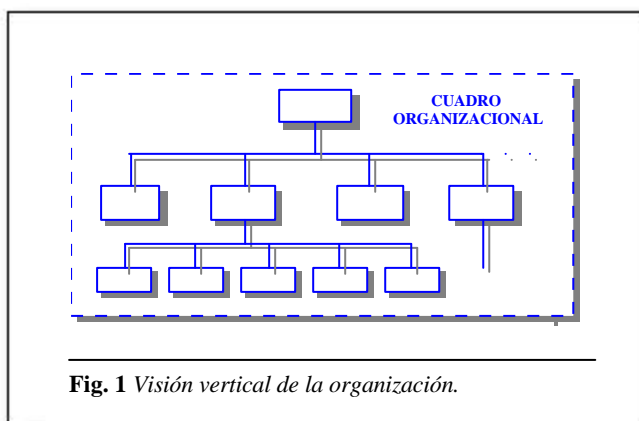 CUADRO
ORGANIZACIONAL
Fig. 1 Visión vertical de la organización.